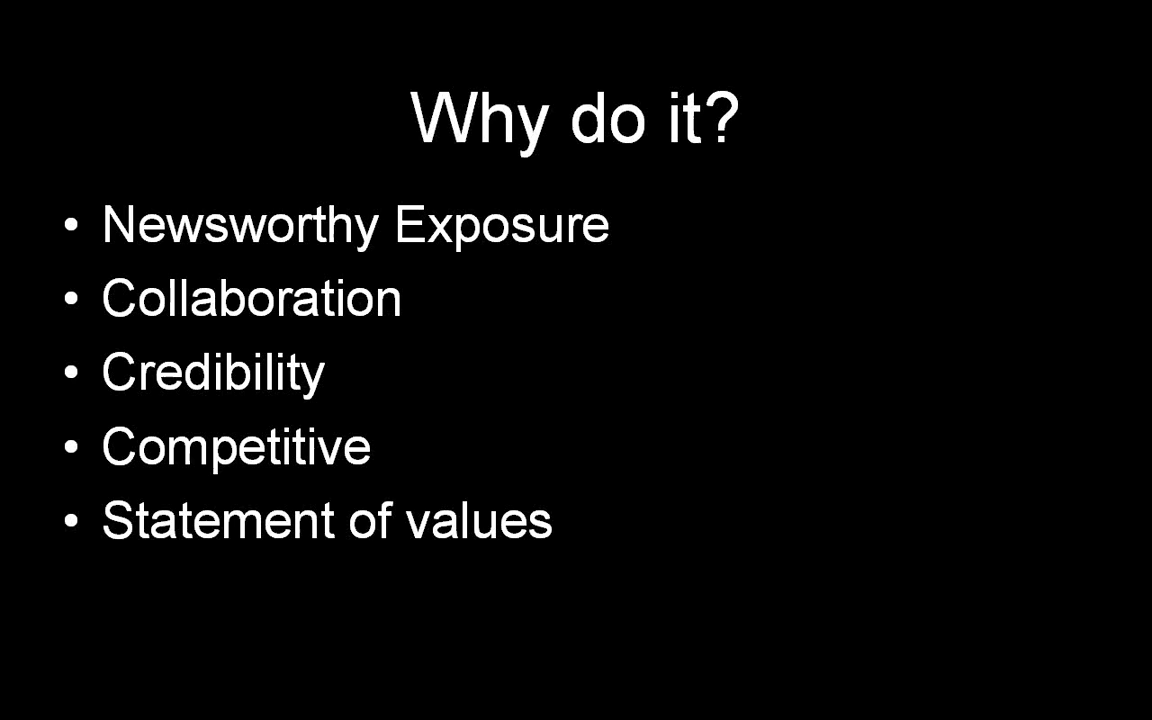 Why do it?
• Newsworthy Exposure
• Collaboration
• Credibility
• Competitive
• Statement of values